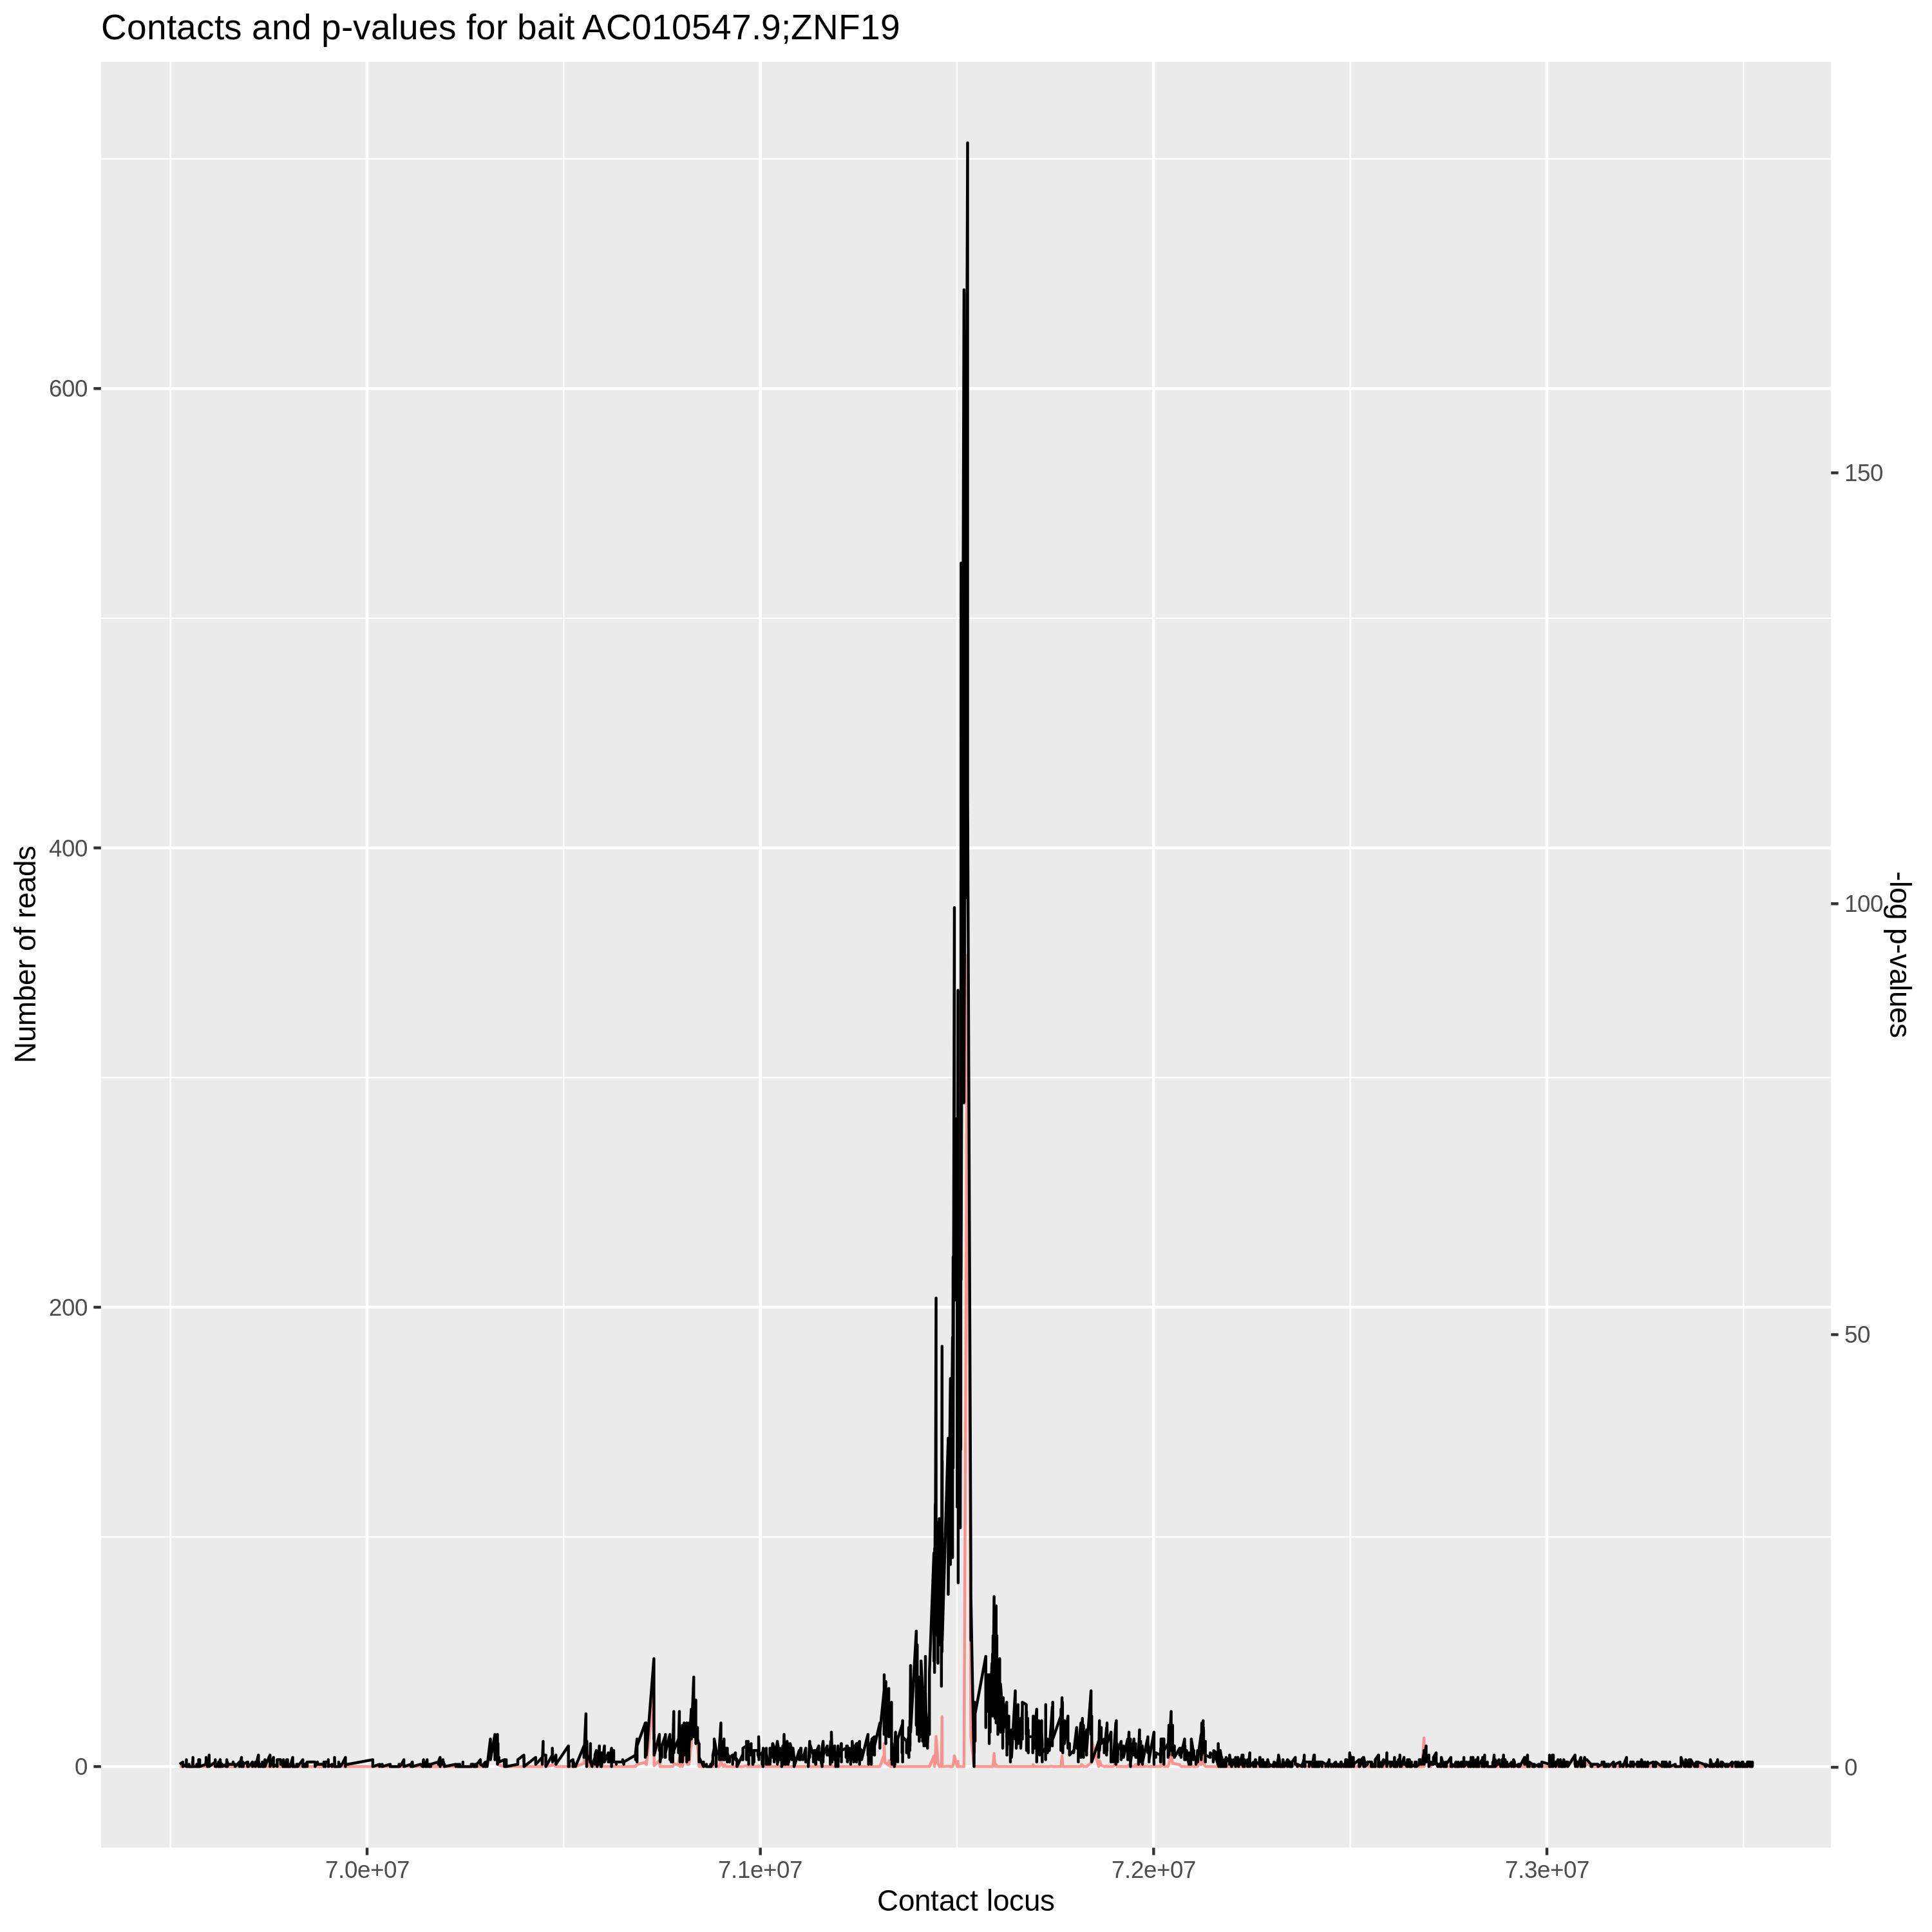 Contacts and p-values for bait AC010547.9;ZNF19
Number of reads
600
400
200
0
150
100
50
0
-log p-values
7.0e+07
7.1e+07
7.2e+07
7.3e+07
Contact locus